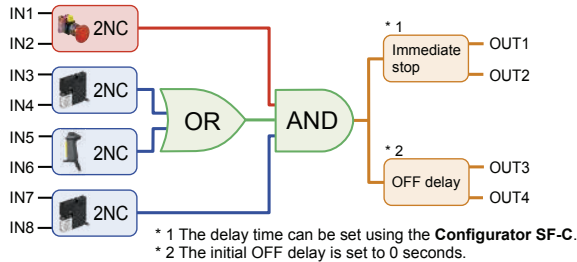 IN1
IN2
2NC
IN3
IN4
2NC
IN5
IN6
2NC
IN7
IN8
2NC
OR
AND
* 1
Immediate
stop
OUT1
OUT2
* 2
OFF delay
OUT3
OUT4
* 1 The delay time can be set using the Configurator SF-C.
* 2 The initial OFF delay is set to 0 seconds.